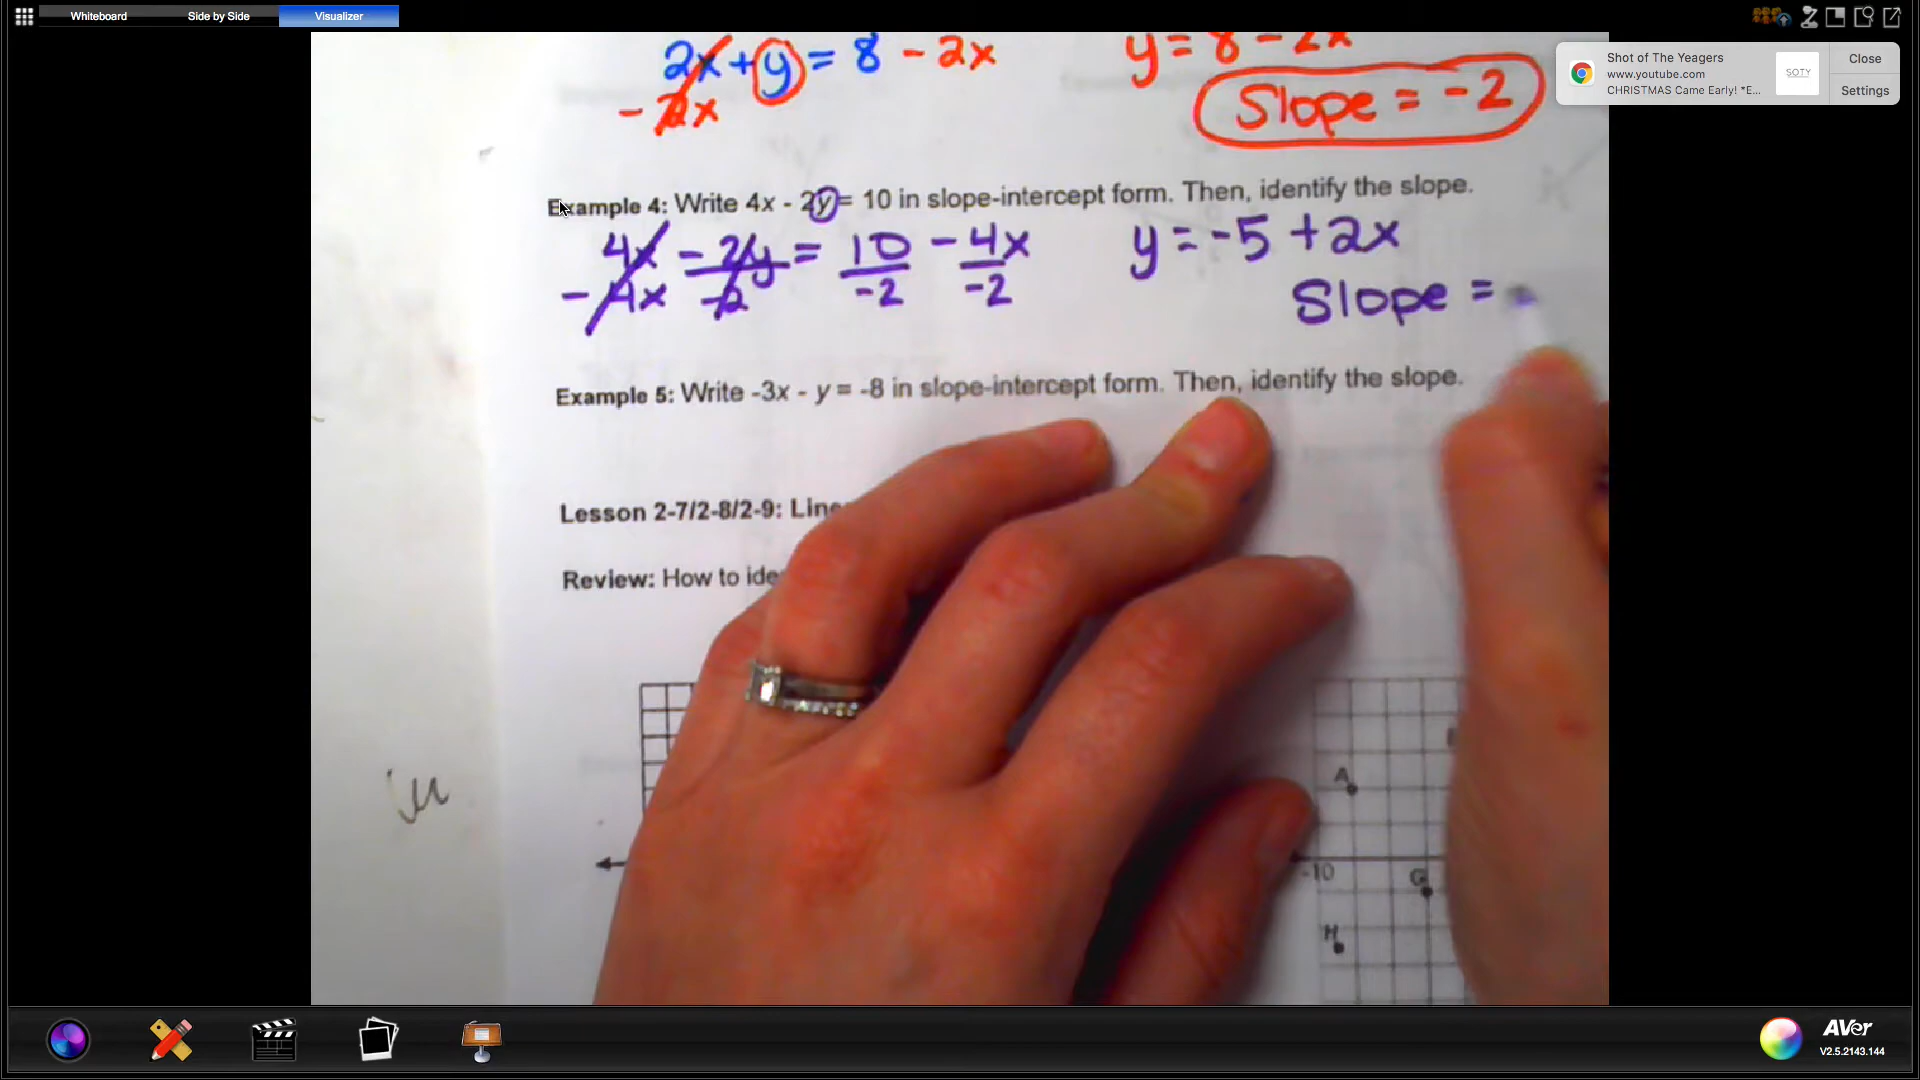 Whiteboard
Side by Side
Visualizer
Shot of The Yeagers
www.youtube.com
CHRISTMAS Came Early! *E...
SOTY
Close
Settings
2x + y = 8 - 2x
- 2x
y = 8 - 2x
Slope = -2
Example 4: Write 4x - 2y = 10 in slope-intercept form. Then, identify the slope.
4x - 2y = 10 - 4x
- 4x -2 -2 -2
y = -5 + 2x
Slope =
Example 5: Write -3x - y = -8 in slope-intercept form. Then, identify the slope.
Lesson 2-7/2-8/2-9:
Review: How to
A
-10
G
H
AVer
V2.5.2143.144